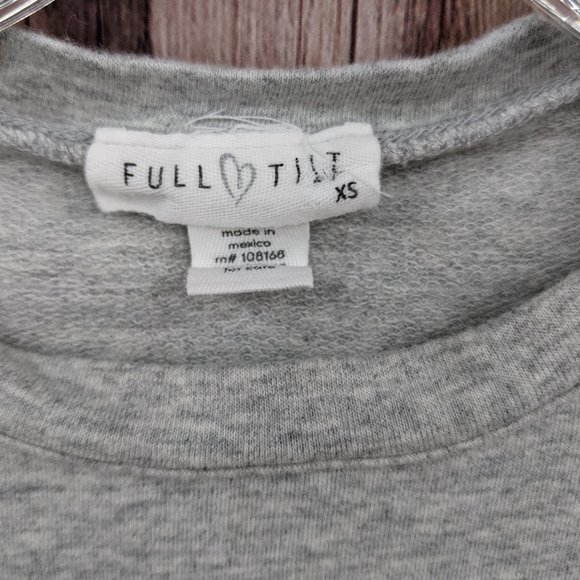 FULL TILT
XS
made in
mexico
rn# 108168